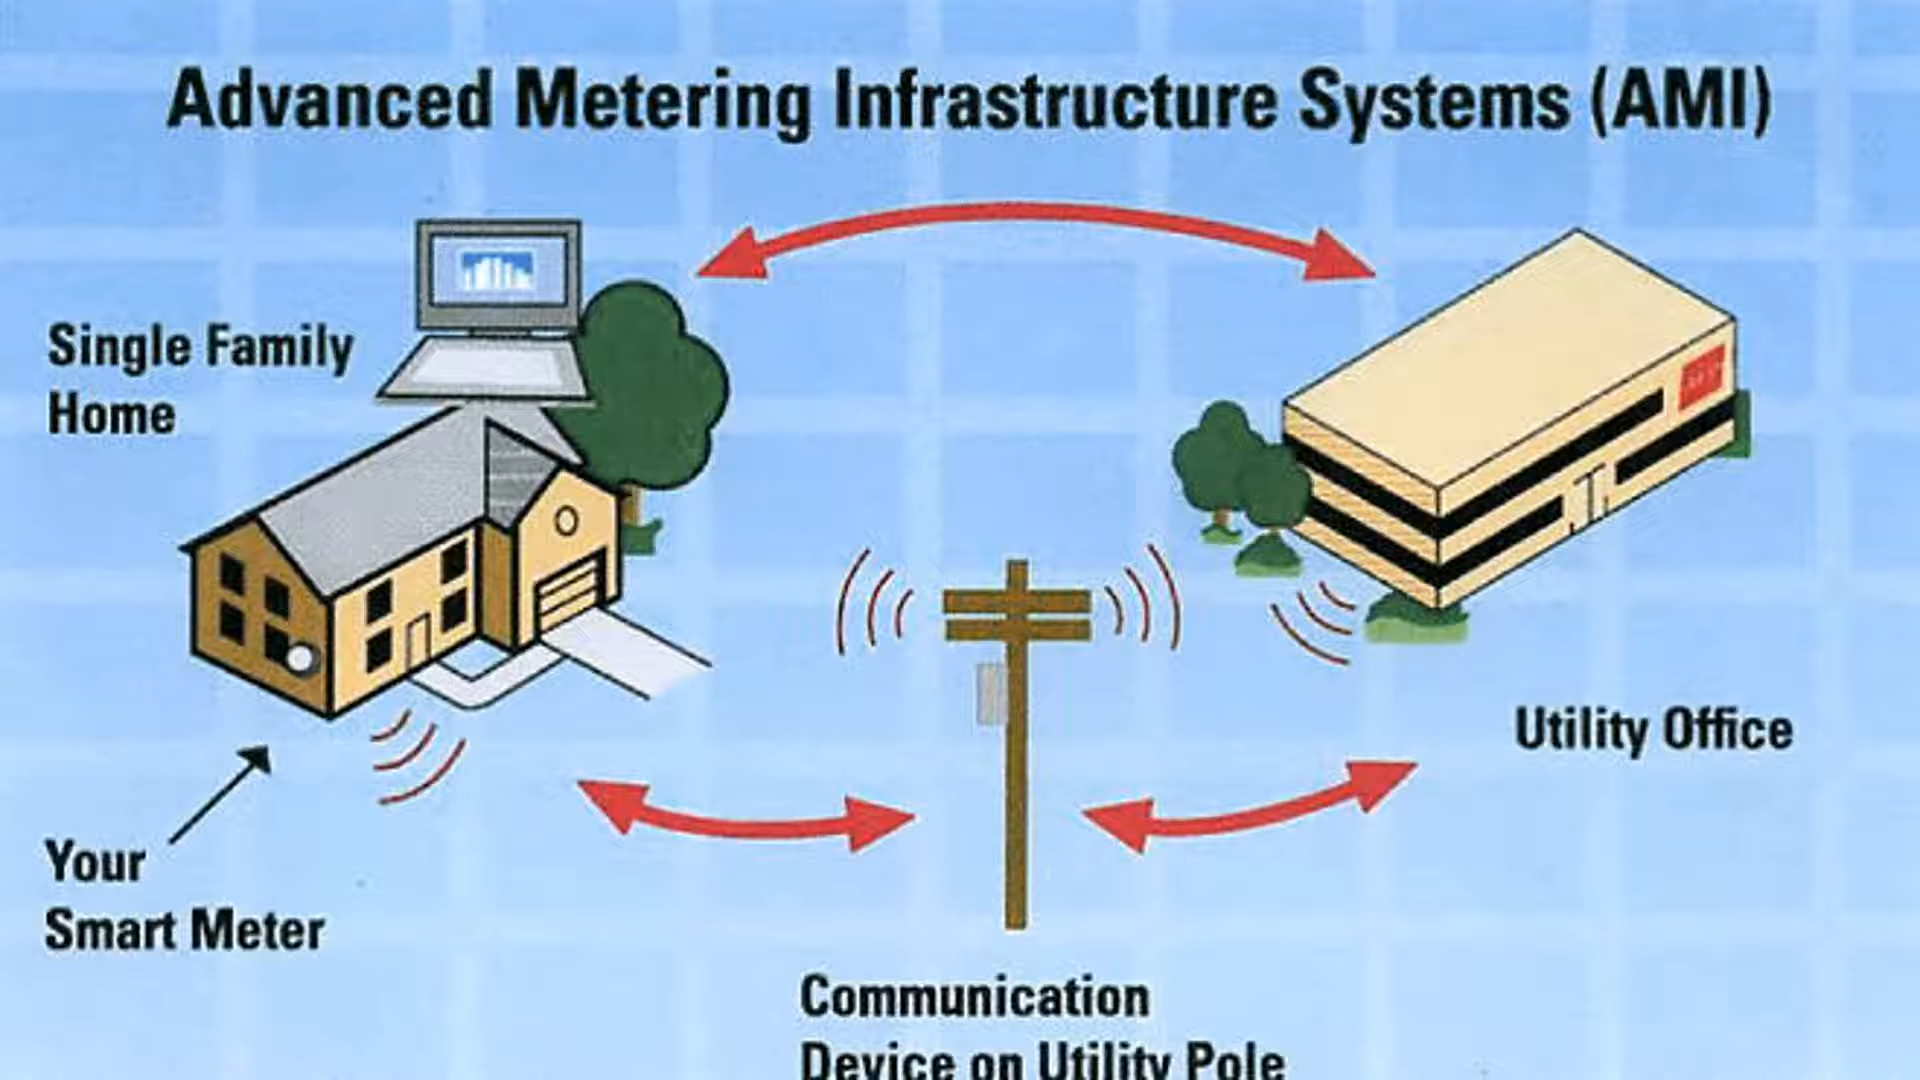 Advanced Metering Infrastructure Systems (AMI)
Single Family
Home
Utility Office
Your
Smart Meter
Communication
Device on Utility Pole